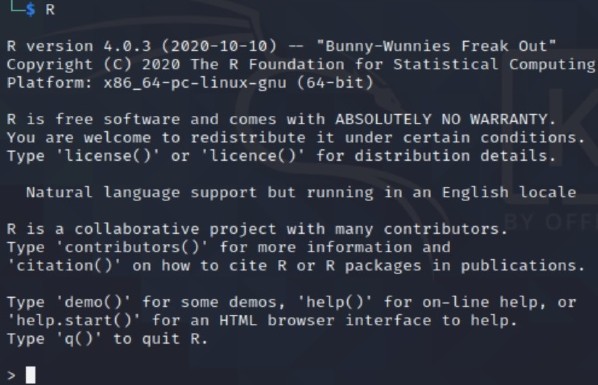 └─$ R
R version 4.0.3 (2020-10-10) -- "Bunny-Wunnies Freak Out"
Copyright (C) 2020 The R Foundation for Statistical Computing
Platform: x86_64-pc-linux-gnu (64-bit)
R is free software and comes with ABSOLUTELY NO WARRANTY.
You are welcome to redistribute it under certain conditions.
Type 'license()' or 'licence()' for distribution details.
Natural language support but running in an English locale
R is a collaborative project with many contributors.
Type 'contributors()' for more information and
'citation()' on how to cite R or R packages in publications.
Type 'demo()' for some demos, 'help()' for on-line help, or
'help.start()' for an HTML browser interface to help.
Type 'q()' to quit R.
>
K
BY OFF